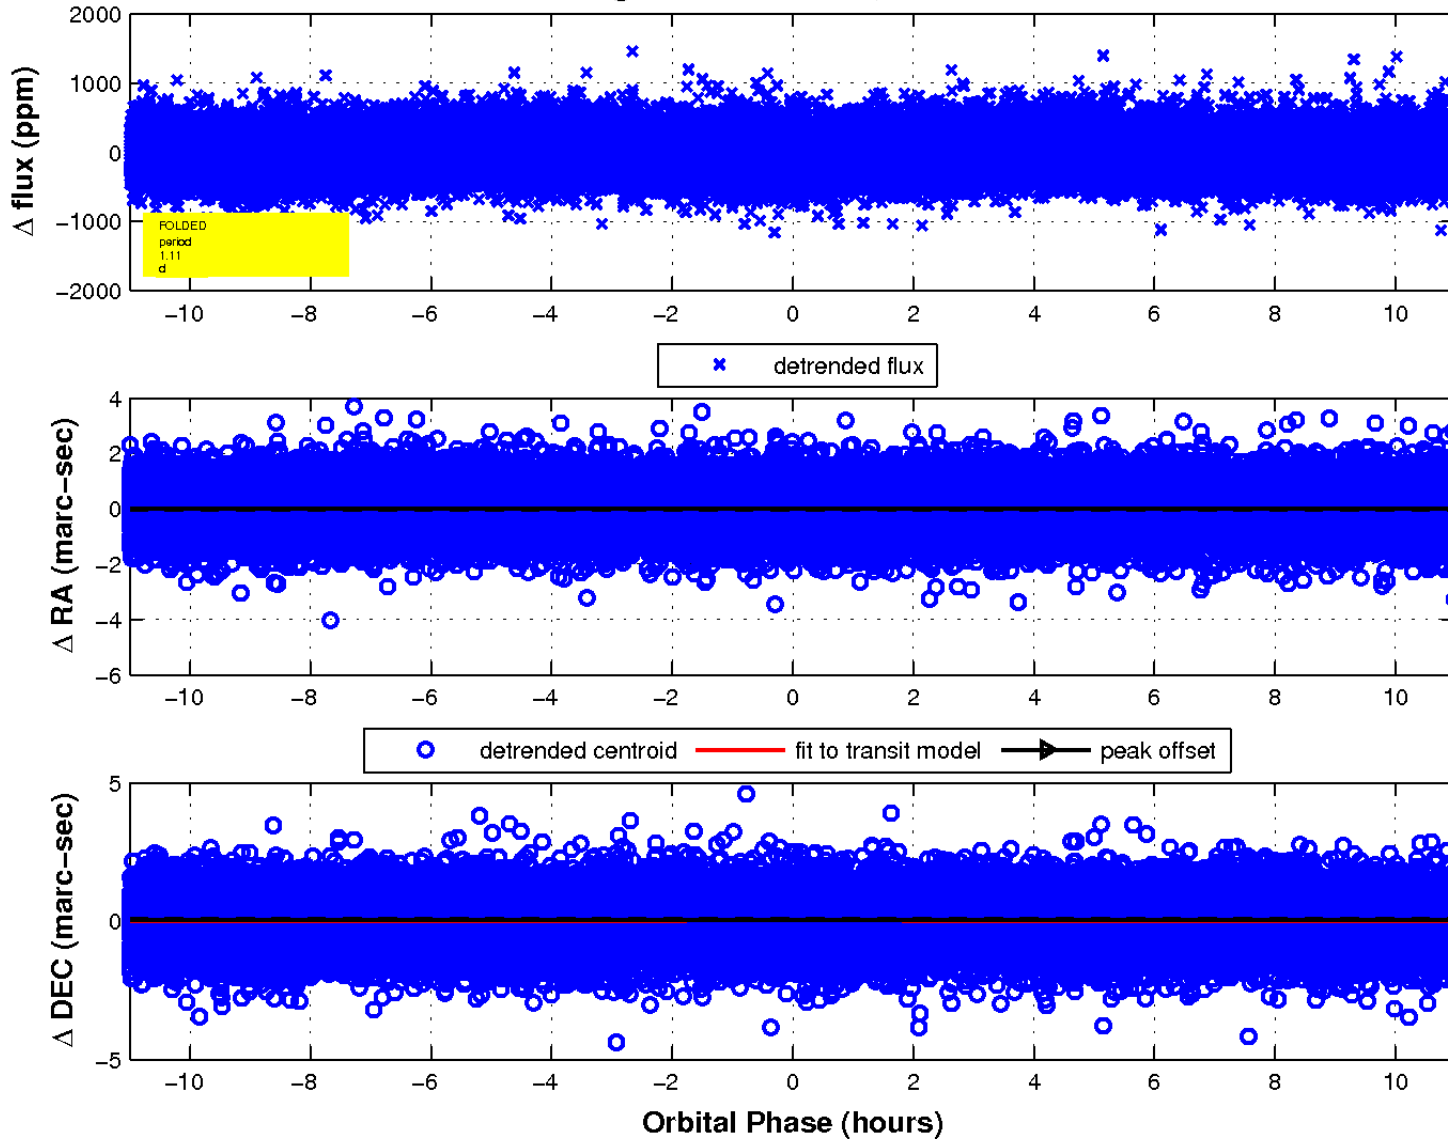 2000
1000
0
−1000
−2000
Δ flux (ppm)
FOLDED
period
1.11
d
−10 −8 −6 −4 −2 0 2 4 6 8 10
detrended flux
4
2
0
−2
−4
−6
Δ RA (marc−sec)
−10 −8 −6 −4 −2 0 2 4 6 8 10
detrended centroid fit to transit model peak offset
5
0
−5
Δ DEC (marc−sec)
−10 −8 −6 −4 −2 0 2 4 6 8 10
Orbital Phase (hours)